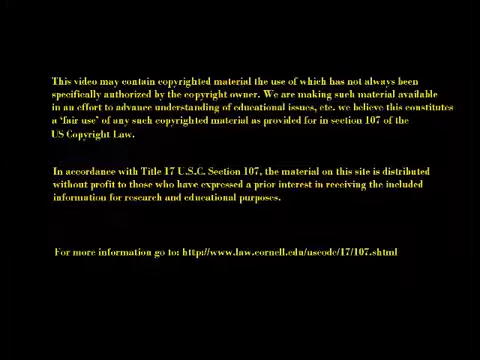 This video may contain copyrighted material the use of which has not always been
specifically authorized by the copyright owner. We are making such material available
in an effort to advance understanding of educational issues, etc. we believe this constitutes
a 'fair use' of any such copyrighted material as provided for in section 107 of the
US Copyright Law.
In accordance with Title 17 U.S.C. Section 107, the material on this site is distributed
without profit to those who have expressed a prior interest in receiving the included
information for research and educational purposes.
For more information go to: http://www.law.cornell.edu/uscode/17/107.shtml